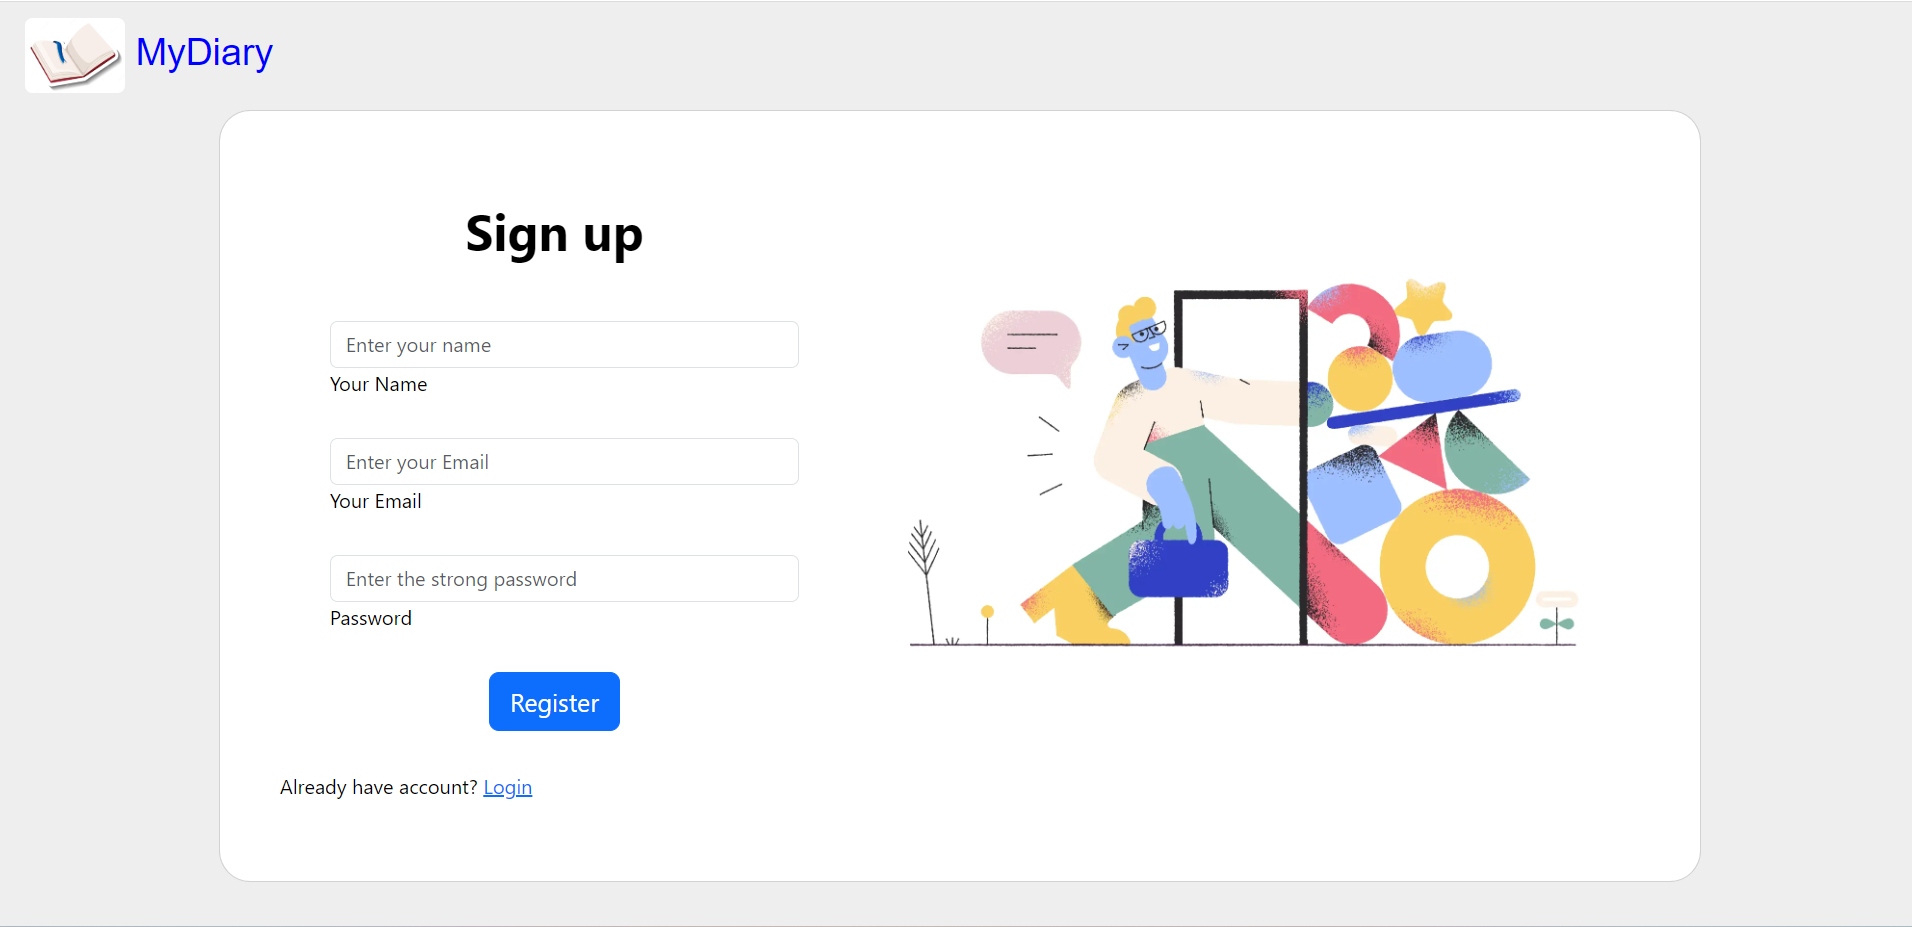 MyDiary
Sign up
Enter your name
Your Name
Enter your Email
Your Email
Enter the strong password
Password
Register
Already have account? Login